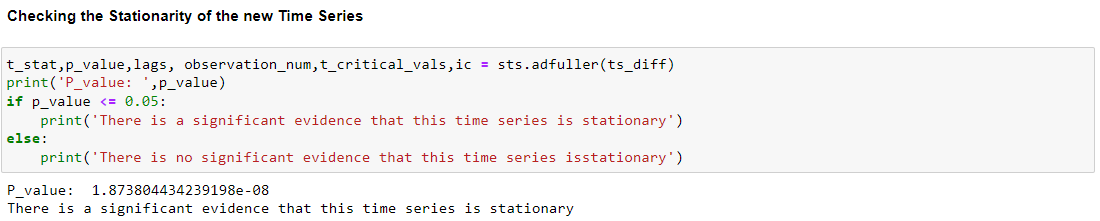 Checking the Stationarity of the new Time Series
t_stat,p_value,lags, observation_num,t_critical_vals,ic = sts.adfuller(ts_diff)
print('P_value: ',p_value)
if p_value <= 0.05:
    print('There is a significant evidence that this time series is stationary')
else:
    print('There is no significant evidence that this time series isstationary')
P_value:  1.873804434239198e-08
There is a significant evidence that this time series is stationary